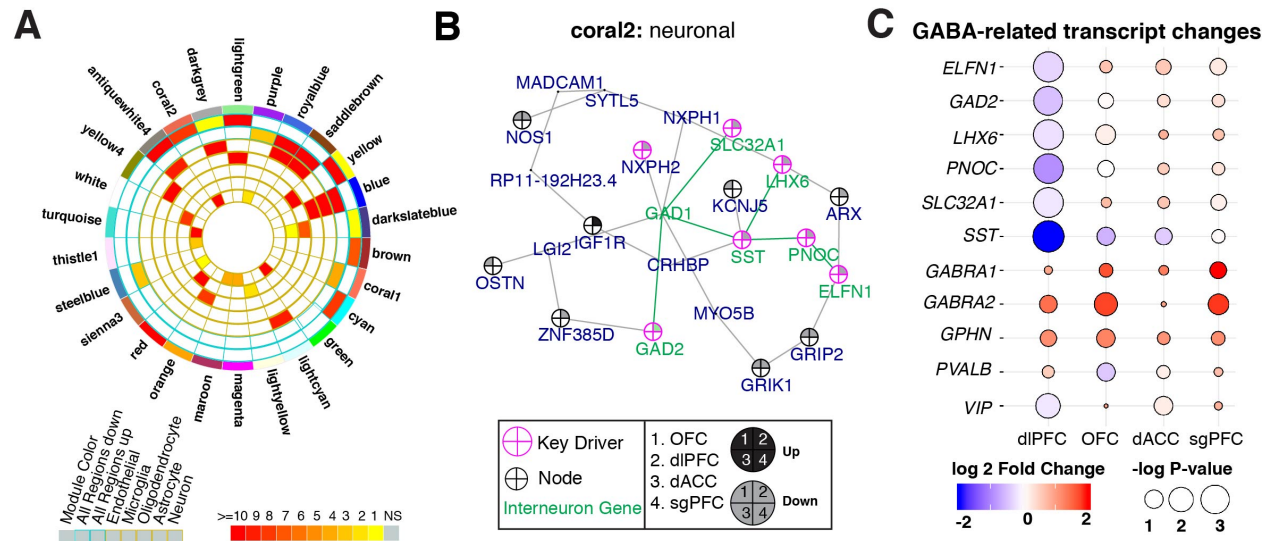 A
lightgreen
purple
royalblue
saddlebrown
yellow
blue
darkslateblue
brown
coral1
cyan
green
lightcyan
lightyellow
magenta
maroon
orange
red
sienna3
steelblue
thistle1
turquoise
white
yellow4
antiquewhite4
coral2
darkgrey
Module Color
All Regions down
All Regions up
Endothelial
Microglia
Oligodendrocyte
Astrocyte
Neuron
>=10 9 8 7 6 5 4 3 2 1 NS
B
coral2: neuronal
MADCAM1
SYTL5
NOS1
NXPH1
SLC32A1
NXPH2
LHX6
RP11-192H23.4
KCNJ5
ARX
GAD1
IGF1R
LGI2
SST
PNOC
CRHBP
OSTN
ELFN1
MYO5B
ZNF385D
GAD2
GRIP2
GRIK1
Key Driver
Node
Interneuron Gene
1. OFC
2. dlPFC
3. dACC
4. sgPFC
1 2
3 4
Up
1 2
3 4
Down
C
GABA-related transcript changes
ELFN1
GAD2
LHX6
PNOC
SLC32A1
SST
GABRA1
GABRA2
GPHN
PVALB
VIP
dlPFC OFC dACC sgPFC
log 2 Fold Change
-2 0 2
-log P-value
1 2 3